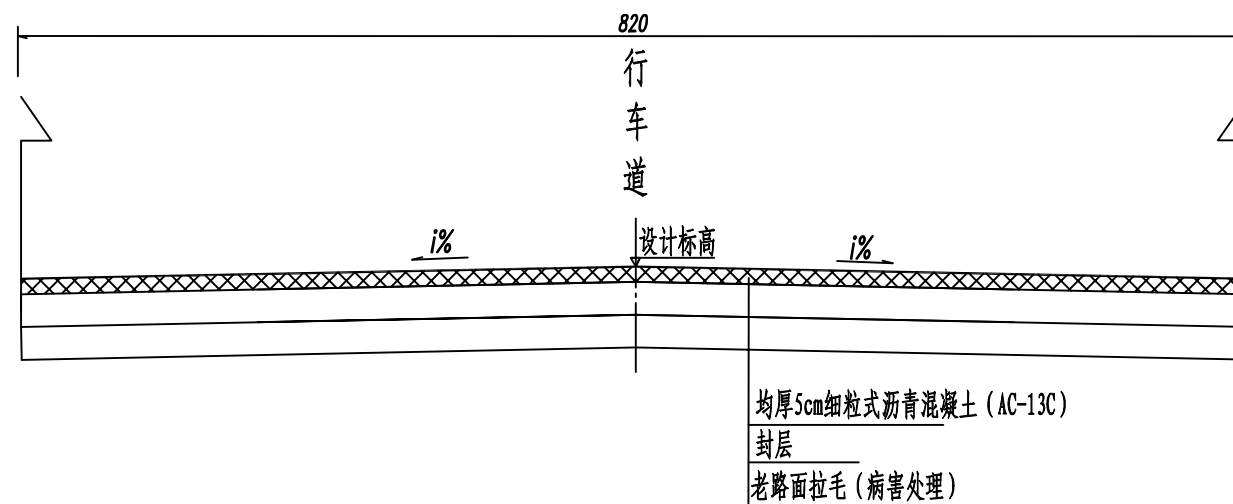 820
行
车
道
i%
设计标高
i%
均厚5cm细粒式沥青混凝土（AC-13C）
封层
老路面拉毛（病害处理）